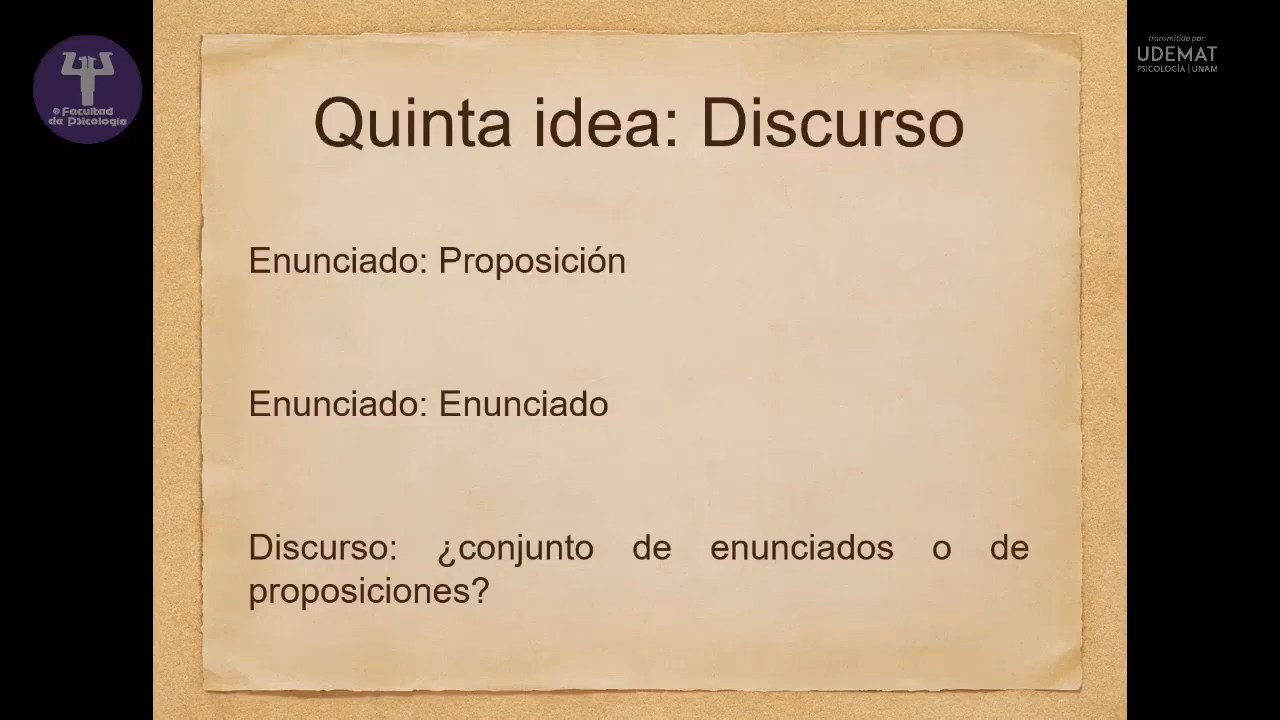 © Facultad
de Psicología
transmitido por:
UDEMAT
PSICOLOGÍA | UNAM
Quinta idea: Discurso
Enunciado: Proposición
Enunciado: Enunciado
Discurso: ¿conjunto de enunciados o de
proposiciones?